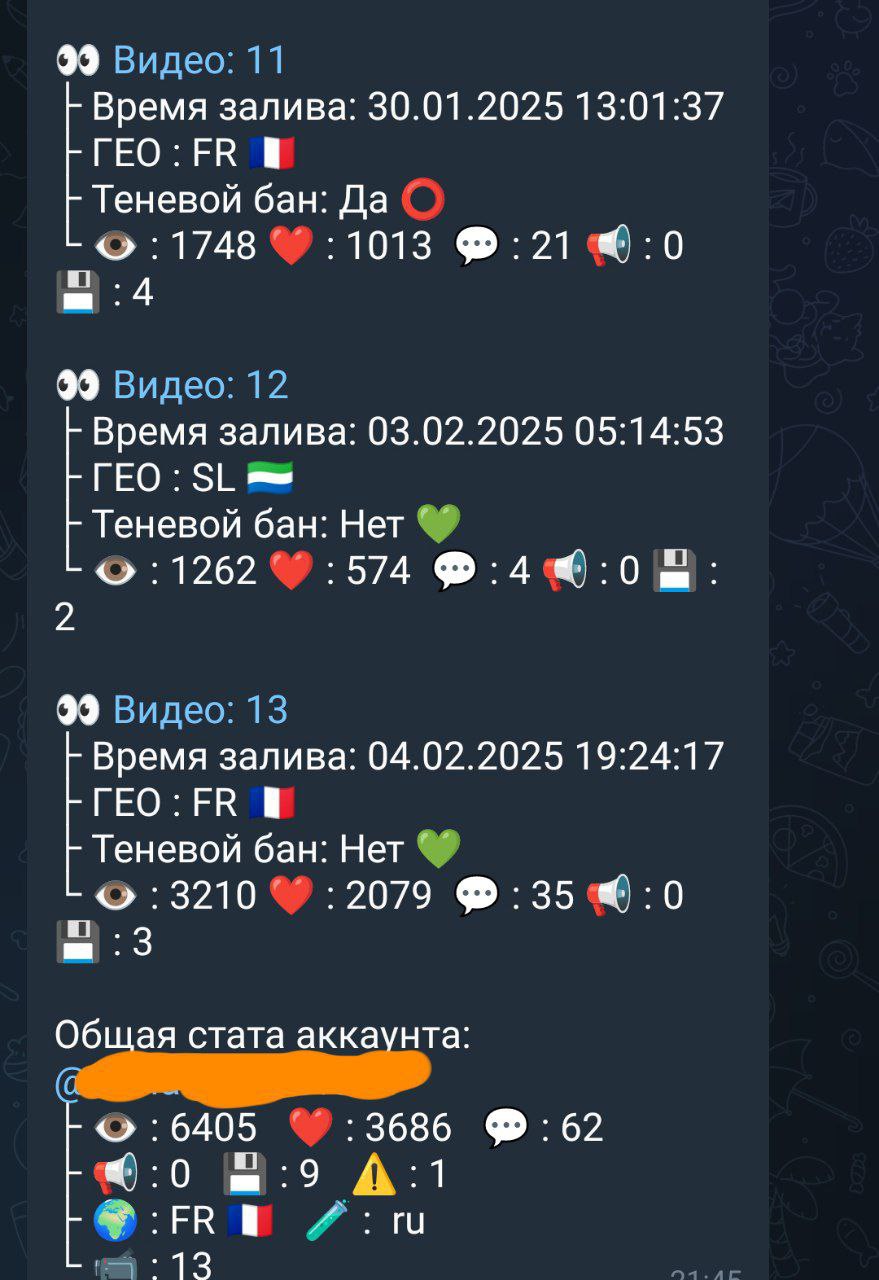 👀 Видео: 11
├ Время залива: 30.01.2025 13:01:37
├ ГЕО : FR 🇫🇷
├ Теневой бан: Да ⭕
└ 👁 : 1748 ❤️ : 1013 💬 : 21 📢 : 0
💾 : 4
👀 Видео: 12
├ Время залива: 03.02.2025 05:14:53
├ ГЕО : SL 🇸🇱
├ Теневой бан: Нет 💚
└ 👁 : 1262 ❤️ : 574 💬 : 4 📢 : 0 💾 :
2
👀 Видео: 13
├ Время залива: 04.02.2025 19:24:17
├ ГЕО : FR 🇫🇷
├ Теневой бан: Нет 💚
└ 👁 : 3210 ❤️ : 2079 💬 : 35 📢 : 0
💾 : 3
Общая стата аккаунта:
@
├ 👁 : 6405 ❤️ : 3686 💬 : 62
├ 📢 : 0 💾 : 9 ⚠️ : 1
├ 🌍 : FR 🇫🇷 🧪 : ru
└ 📹 : 13
21:45